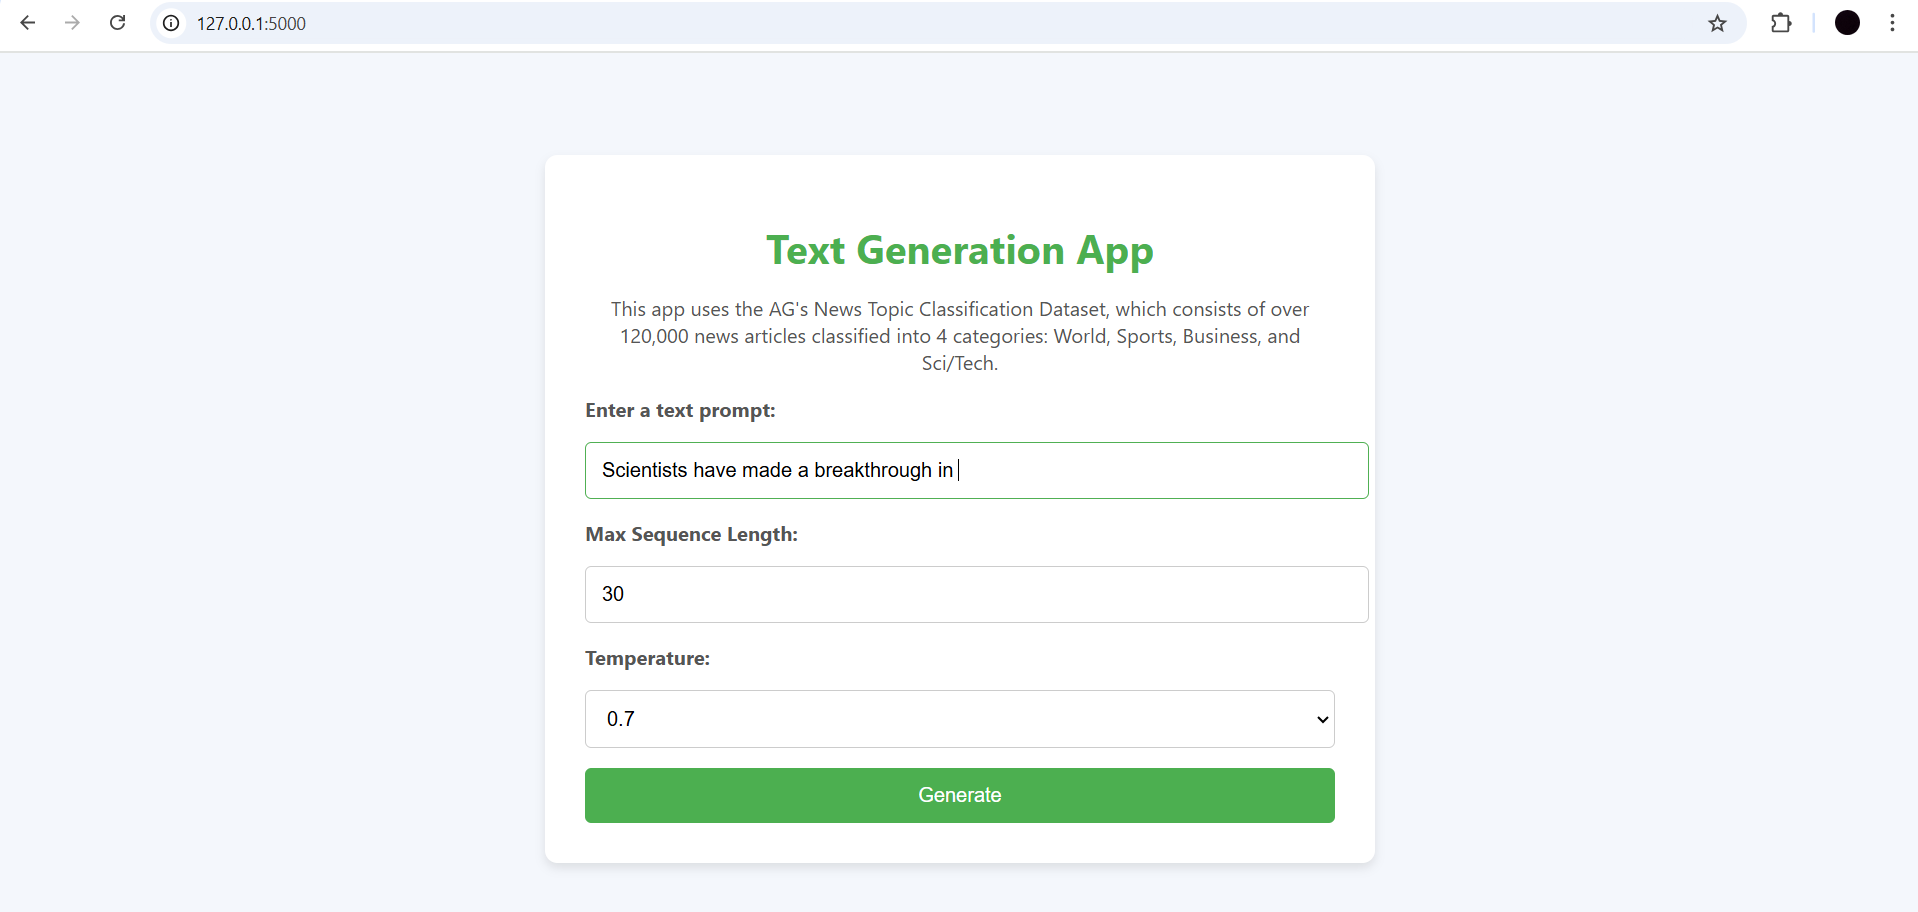 127.0.0.1:5000
Text Generation App
This app uses the AG's News Topic Classification Dataset, which consists of over
120,000 news articles classified into 4 categories: World, Sports, Business, and
Sci/Tech.
Enter a text prompt:
Scientists have made a breakthrough in
Max Sequence Length:
30
Temperature:
0.7
Generate